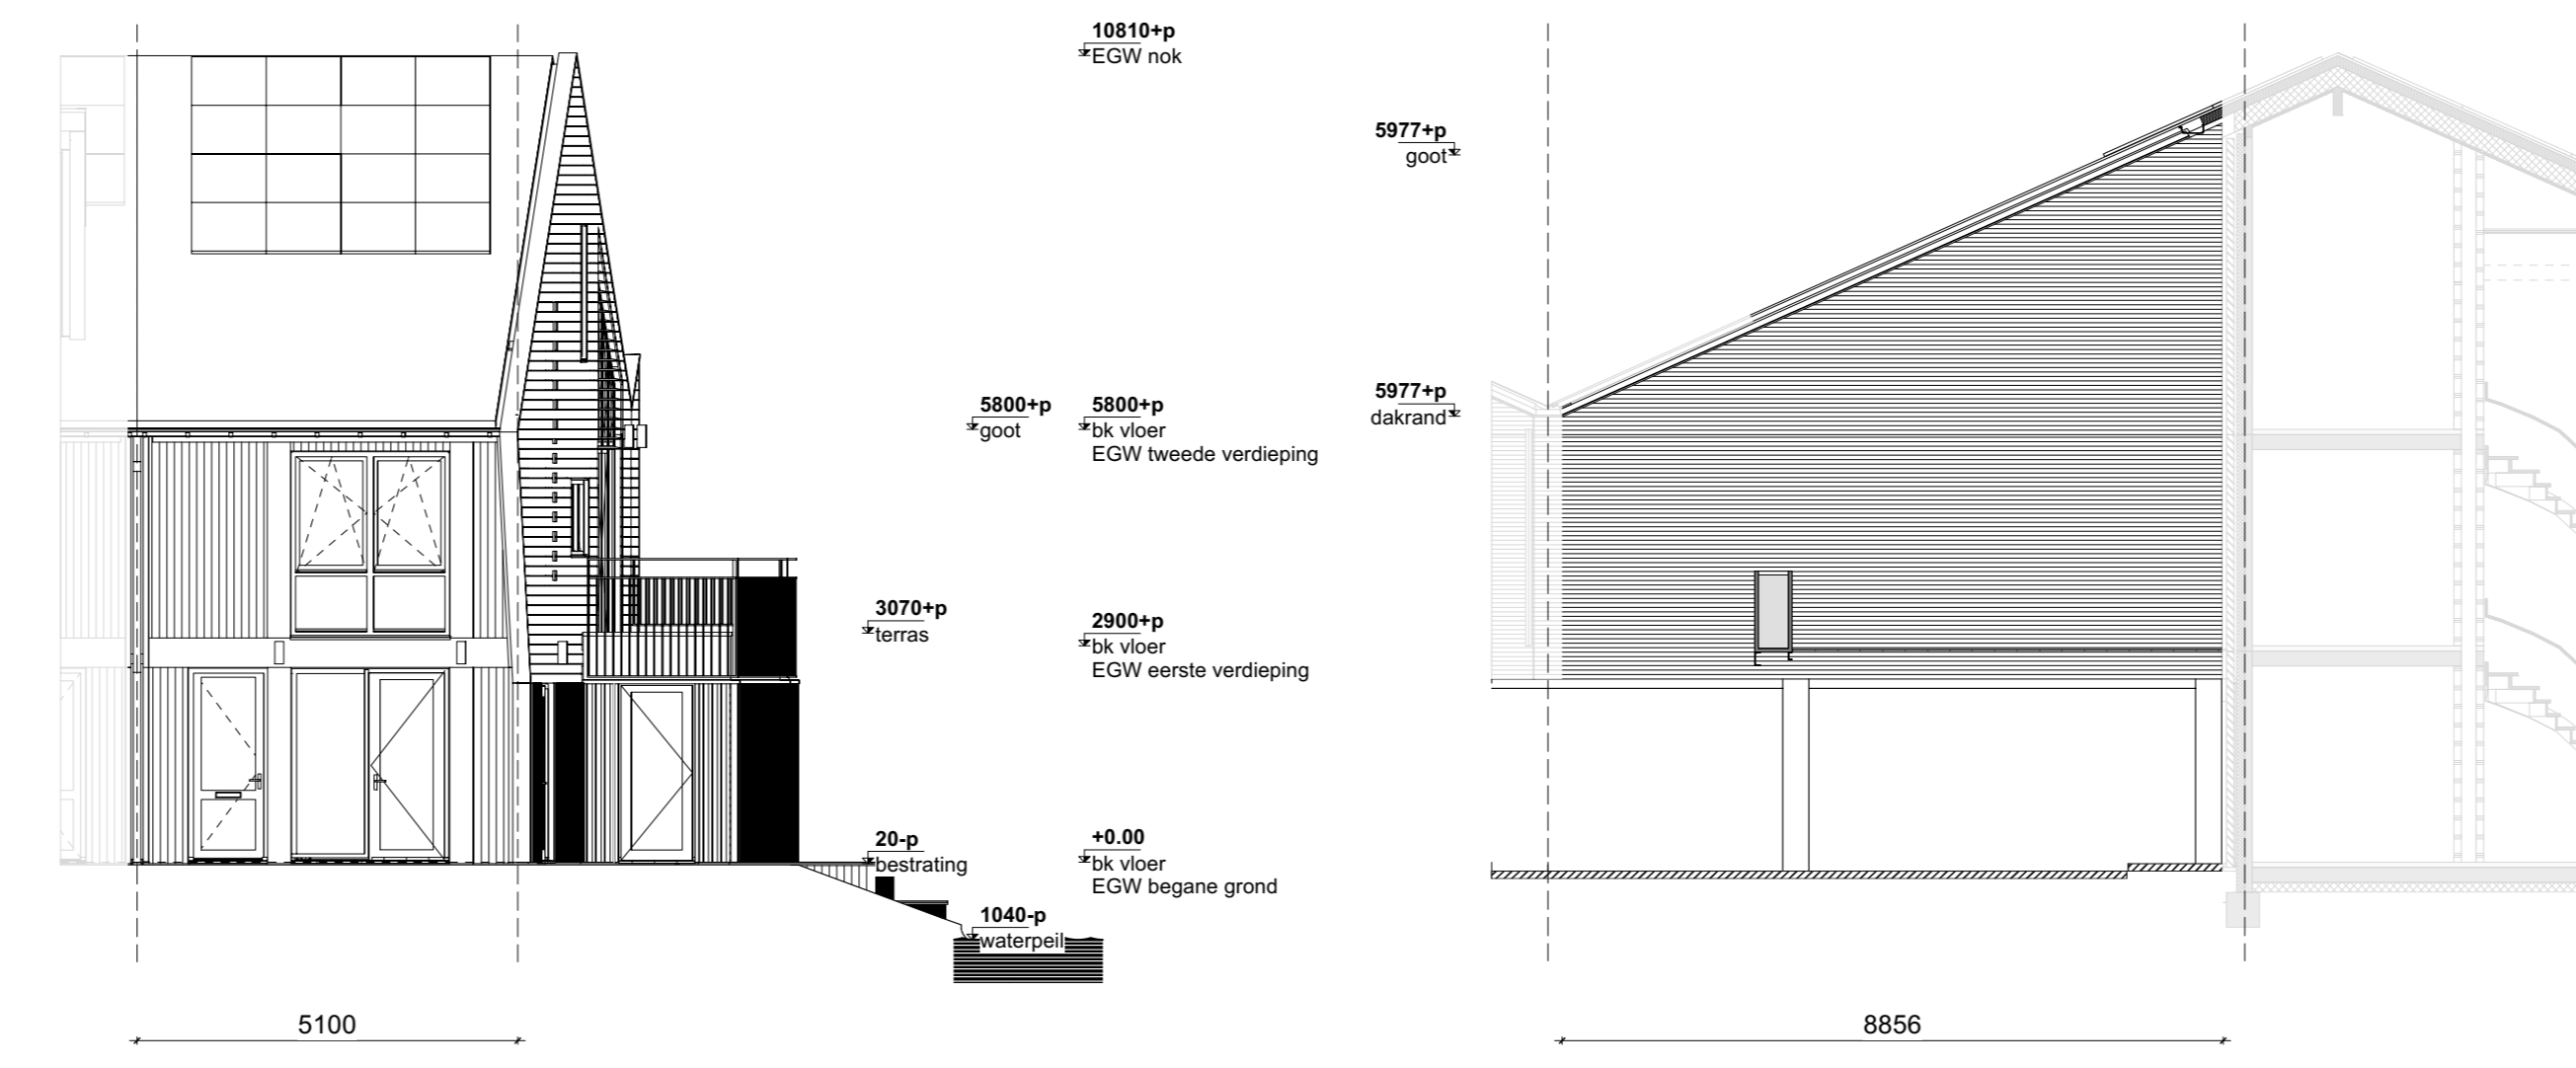 10810+p
EGW nok
5977+p
goot
5800+p
goot
5800+p
bk vloer
EGW tweede verdieping
5977+p
dakrand
3070+p
terras
2900+p
bk vloer
EGW eerste verdieping
20-p
bestrating
+0.00
bk vloer
EGW begane grond
1040-p
waterpeil
5100
8856